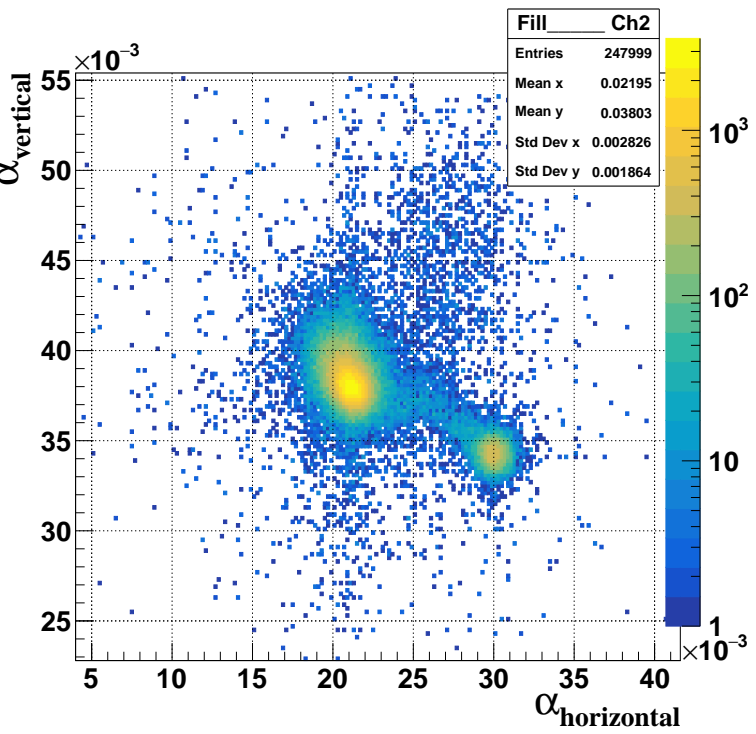 Fill_____ Ch2
Entries 247999
Mean x 0.02195
Mean y 0.03803
Std Dev x 0.002826
Std Dev y 0.001864
×10⁻³
α_vertical
55
50
45
40
35
30
25
10³
10²
10
1
5 10 15 20 25 30 35 40
×10⁻³
α_horizontal